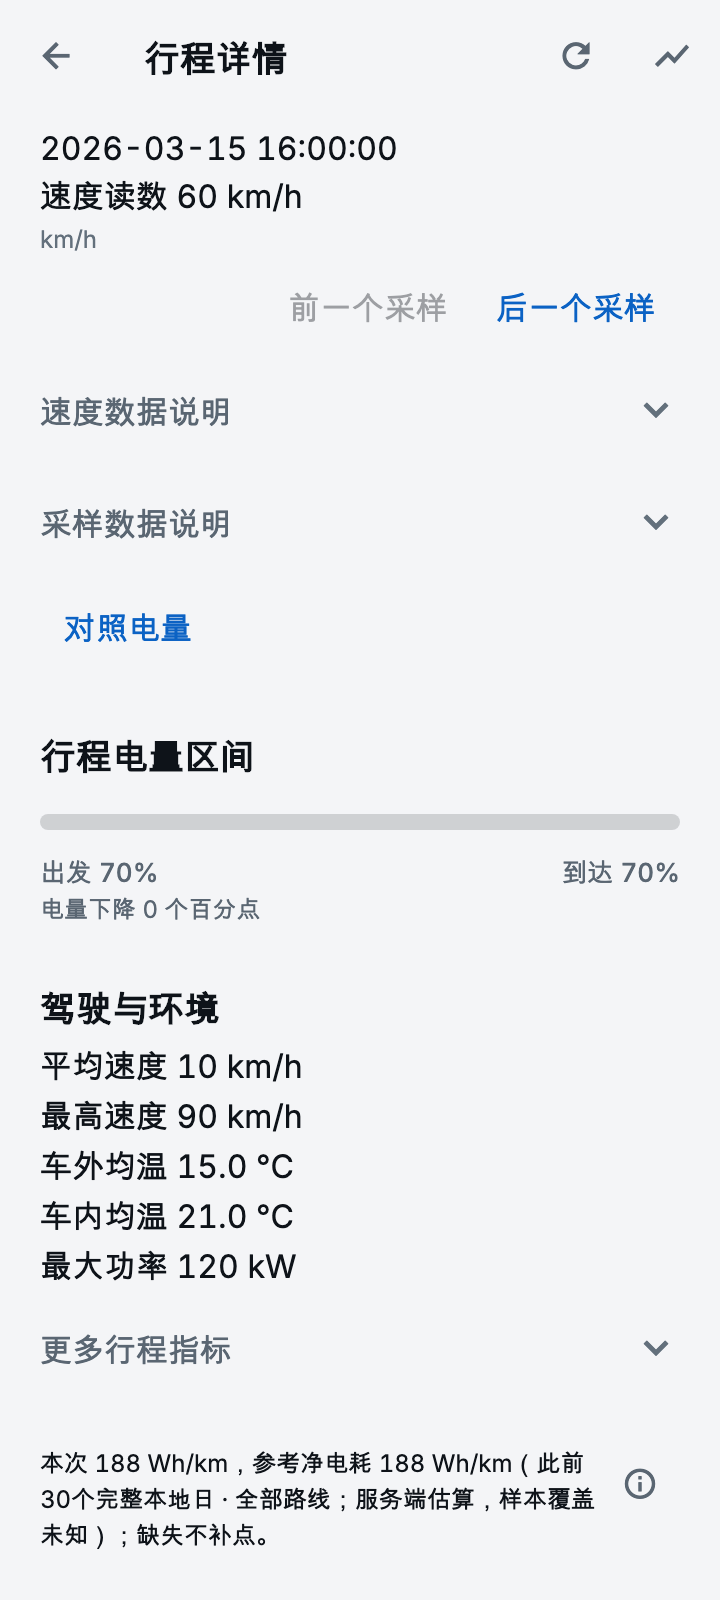 行程详情
2026-03-15 16:00:00
速度读数 60 km/h
km/h
前一个采样 后一个采样
速度数据说明
采样数据说明
对照电量
行程电量区间
出发 70% 到达 70%
电量下降 0 个百分点
驾驶与环境
平均速度 10 km/h
最高速度 90 km/h
车外均温 15.0 °C
车内均温 21.0 °C
最大功率 120 kW
更多行程指标
本次 188 Wh/km，参考净电耗 188 Wh/km（此前
30个完整本地日 · 全部路线；服务端估算，样本覆盖
未知）；缺失不补点。